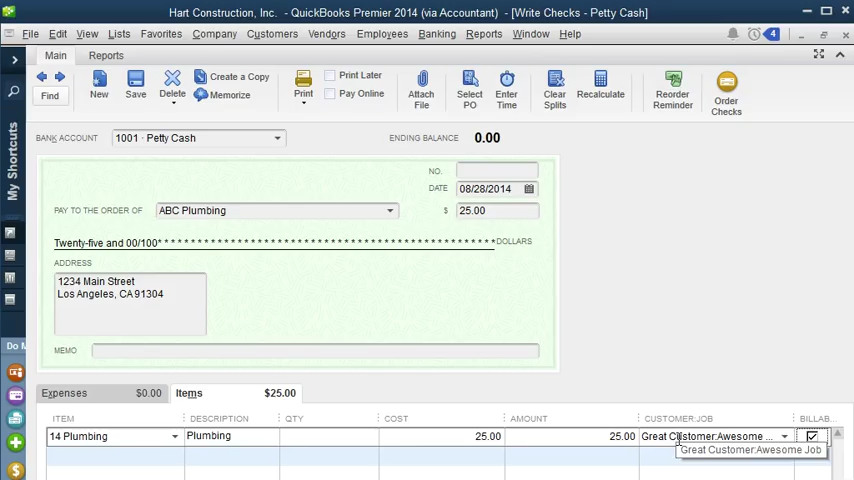 Hart Construction, Inc. - QuickBooks Premier 2014 (via Accountant) - [Write Checks - Petty Cash]
File Edit View Lists Favorites Company Customers Vendors Employees Banking Reports Window Help 4
Main Reports
Find New Save Delete Create a Copy Memorize Print Print Later Pay Online Attach File Select PO Enter Time Clear Splits Recalculate Reorder Reminder Order Checks
My Shortcuts
BANK ACCOUNT 1001 · Petty Cash ENDING BALANCE 0.00
NO.
DATE 08/28/2014
PAY TO THE ORDER OF ABC Plumbing $ 25.00
Twenty-five and 00/100* * * * * * * * * * * * * * * * * * * * * * * * * * * * * * * * * * * * * * * * * * * * * * * * * * * * * DOLLARS
ADDRESS
1234 Main Street
Los Angeles, CA 91304
MEMO
Do M
Expenses $0.00 Items $25.00
ITEM DESCRIPTION QTY COST AMOUNT CUSTOMER:JOB BILLAB...
14 Plumbing Plumbing 25.00 25.00 Great Customer:Awesome ...
Great Customer:Awesome Job